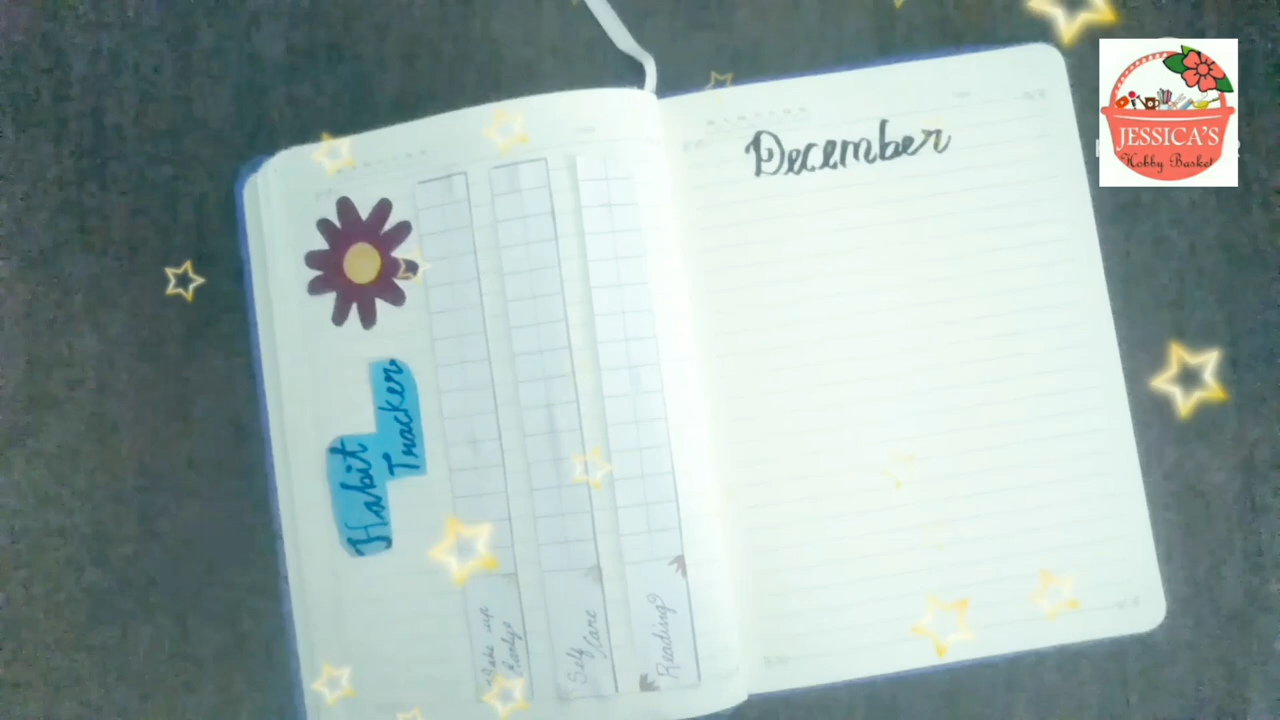 Habit
Tracker
Self
Care
Reading
December
JESSICA'S
Hobby Basket